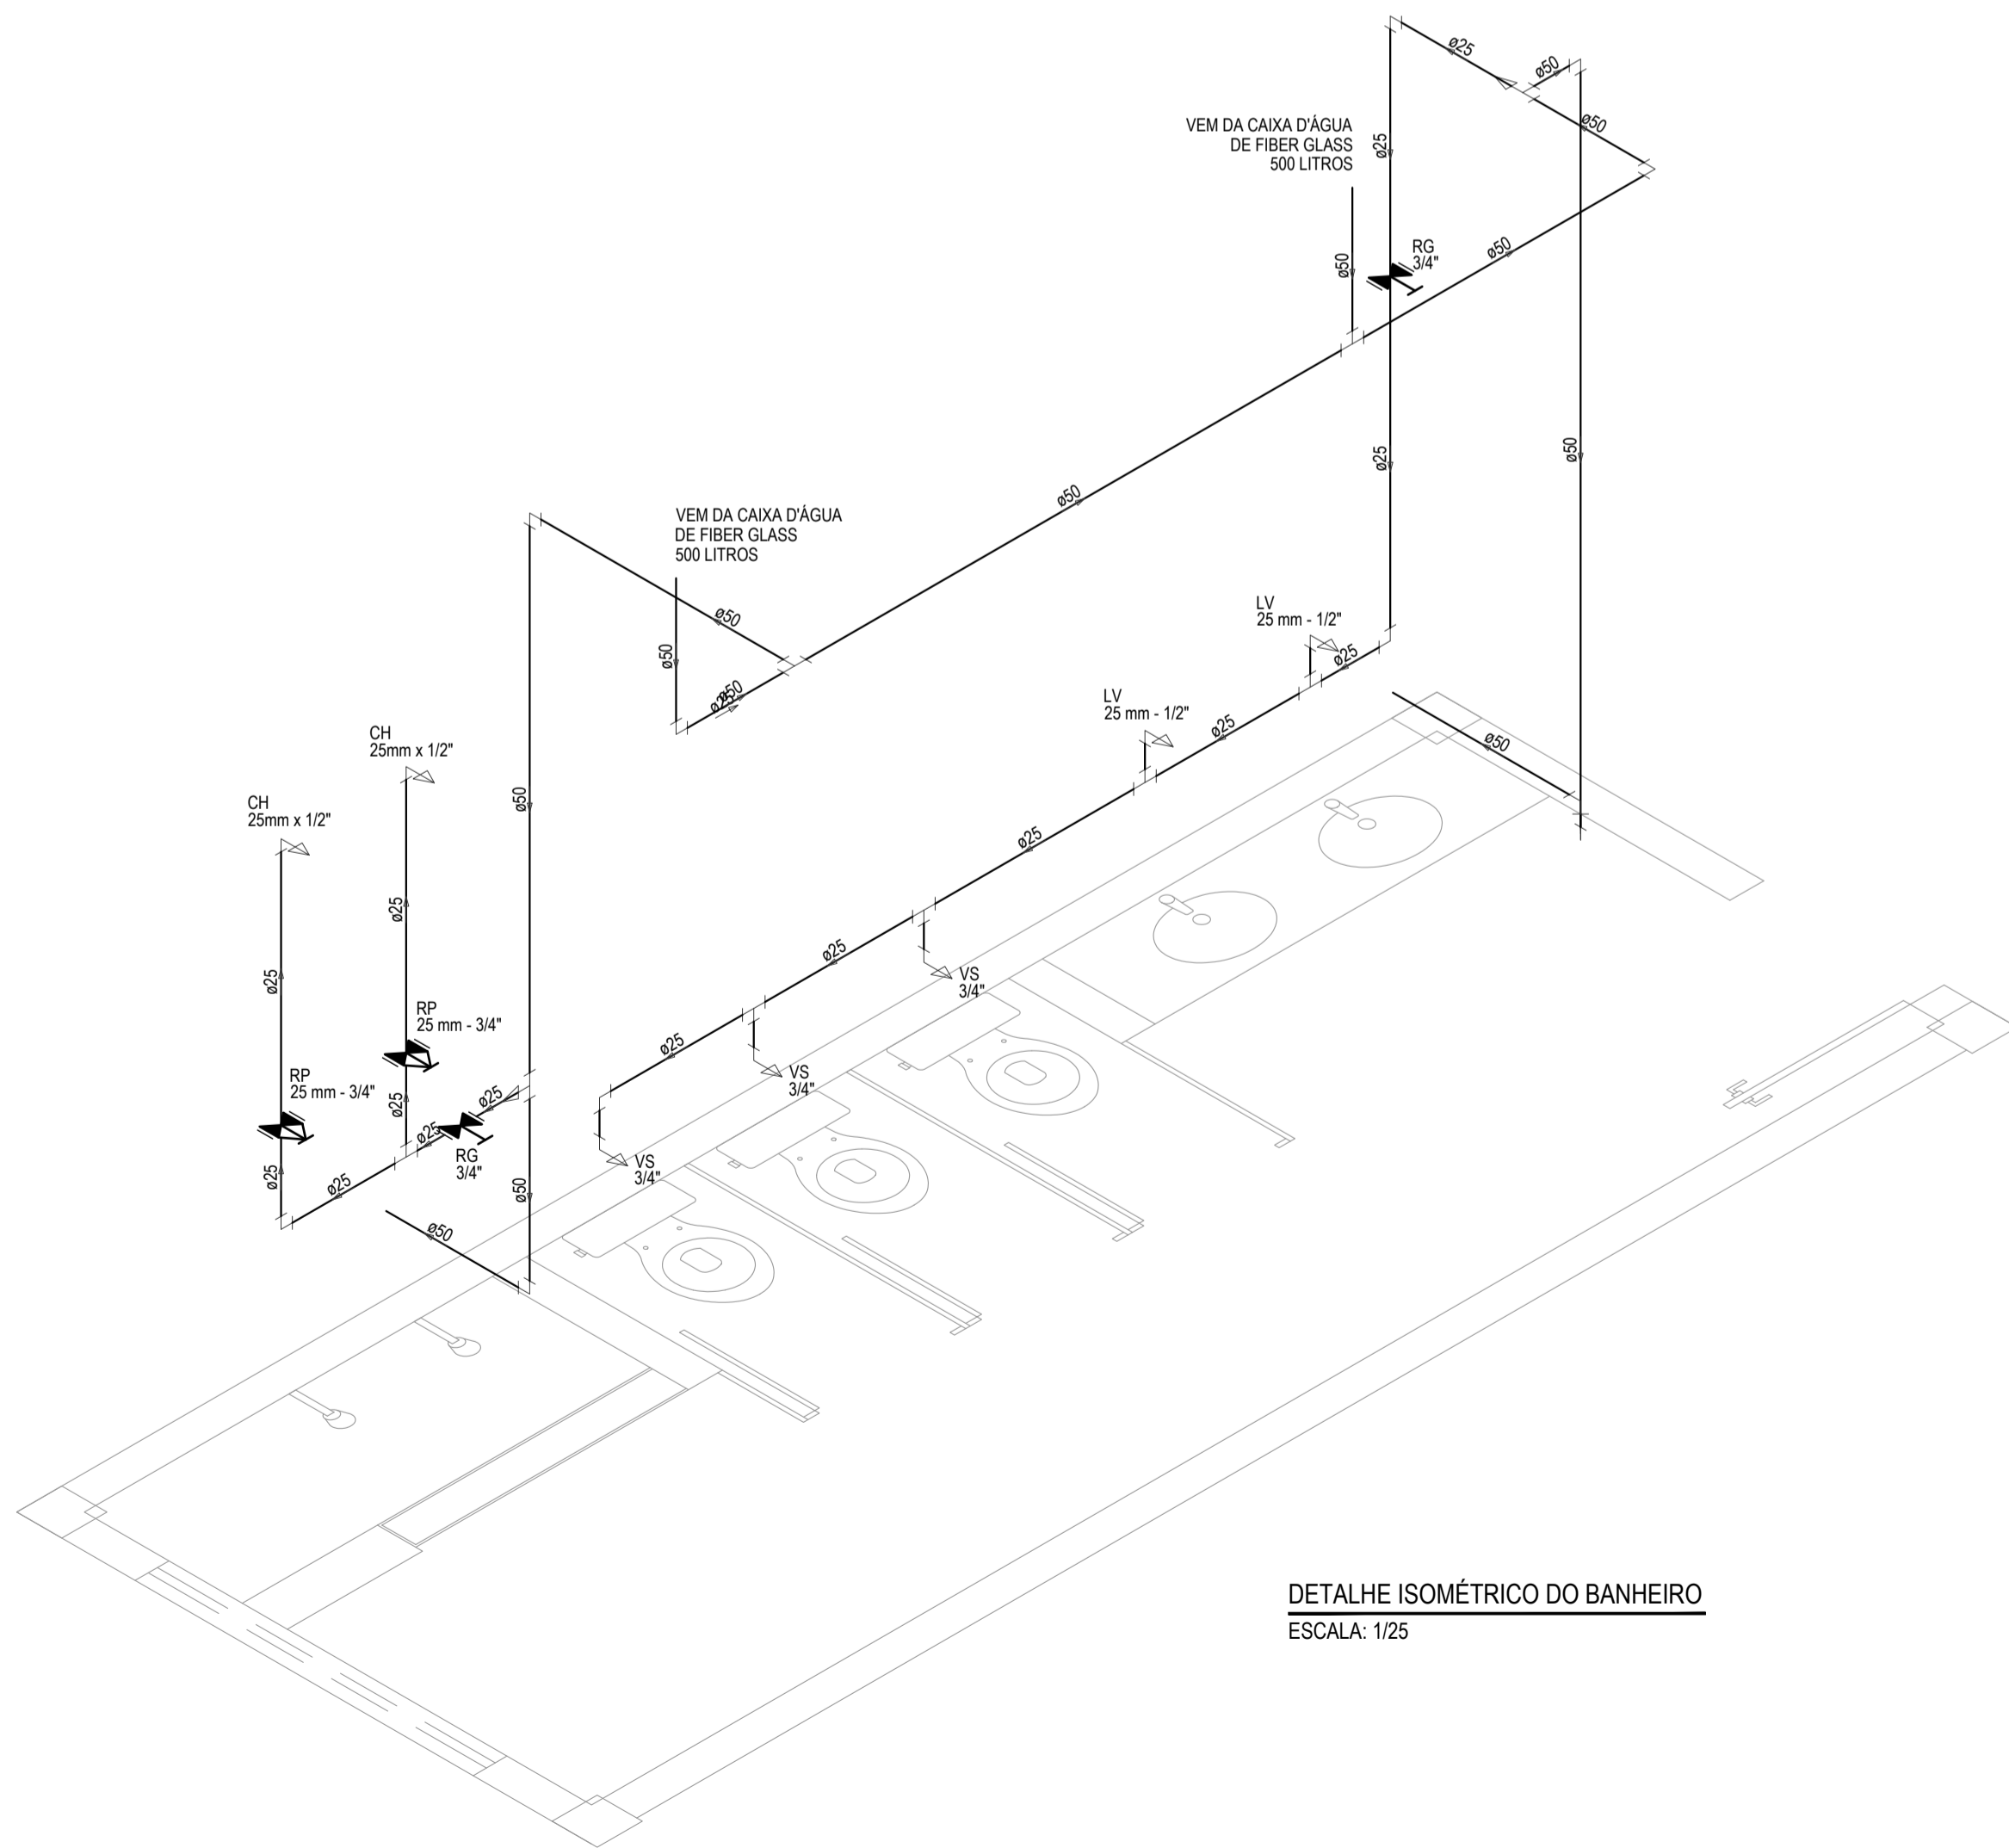 ø25
ø50
VEM DA CAIXA D'ÁGUA
DE FIBER GLASS
500 LITROS
ø25
ø50
RG
3/4"
ø50
ø50
ø25
ø50
ø50
VEM DA CAIXA D'ÁGUA
DE FIBER GLASS
500 LITROS
ø50
ø50
ø50
ø25
LV
25 mm - 1/2"
ø25
LV
25 mm - 1/2"
ø25
ø50
CH
25mm x 1/2"
CH
25mm x 1/2"
ø50
ø25
ø25
ø25
ø25
VS
3/4"
RP
25 mm - 3/4"
ø25
VS
3/4"
RP
25 mm - 3/4"
ø25
ø25
ø25
RG
3/4"
VS
3/4"
ø25
ø25
ø50
ø50
DETALHE ISOMÉTRICO DO BANHEIRO
ESCALA: 1/25